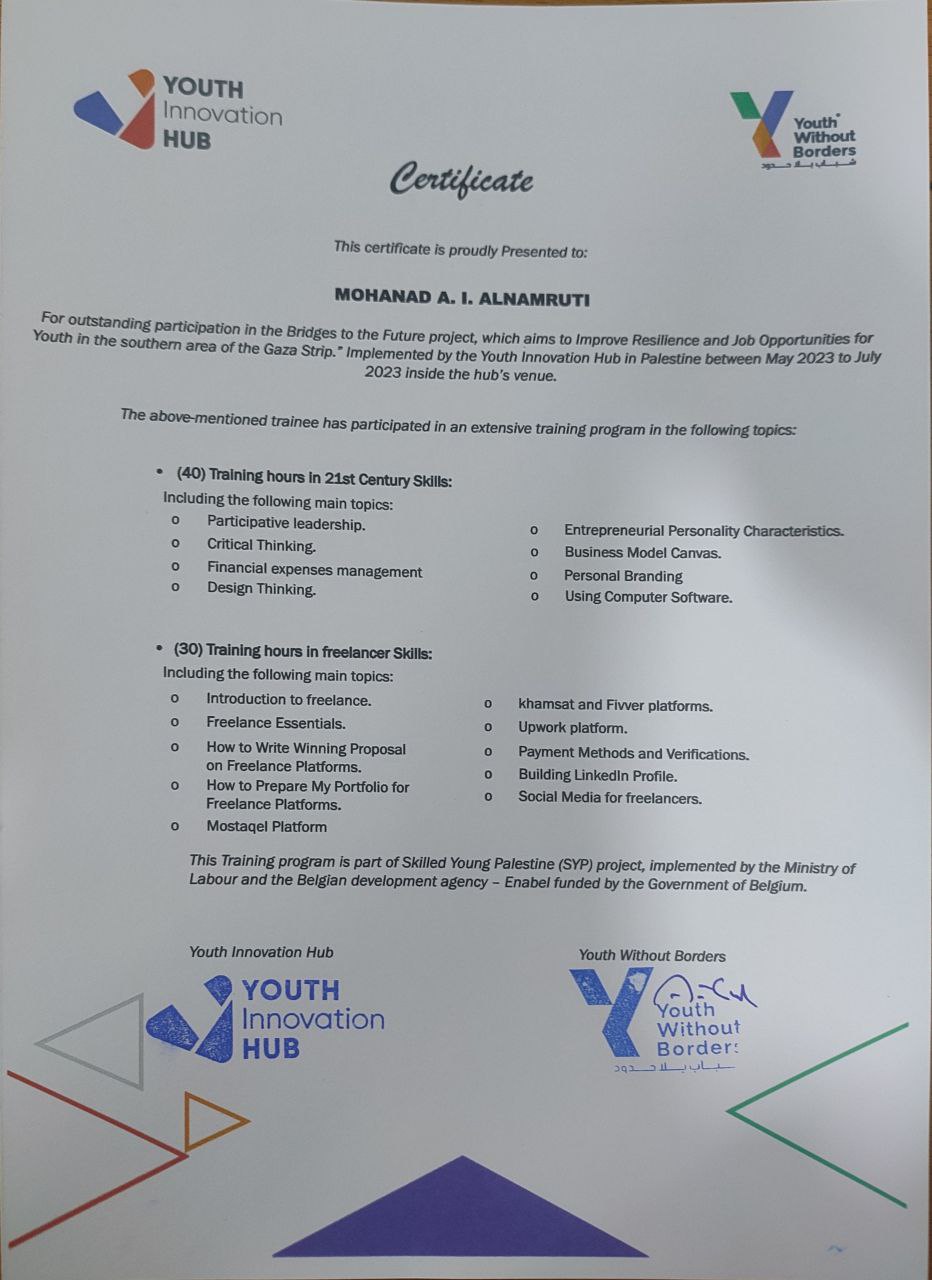 YOUTH
Innovation
HUB
Youth
Without
Borders
شباب بلا حدود
Certificate
This certificate is proudly Presented to:
MOHANAD A. I. ALNAMRUTI
For outstanding participation in the Bridges to the Future project, which aims to Improve Resilience and Job Opportunities for
Youth in the southern area of the Gaza Strip." Implemented by the Youth Innovation Hub in Palestine between May 2023 to July
2023 inside the hub's venue.
The above-mentioned trainee has participated in an extensive training program in the following topics:
• (40) Training hours in 21st Century Skills:
Including the following main topics:
o Participative leadership.
o Critical Thinking.
o Financial expenses management
o Design Thinking.
o Entrepreneurial Personality Characteristics.
o Business Model Canvas.
o Personal Branding
o Using Computer Software.
• (30) Training hours in freelancer Skills:
Including the following main topics:
o Introduction to freelance.
o Freelance Essentials.
o How to Write Winning Proposal
on Freelance Platforms.
o How to Prepare My Portfolio for
Freelance Platforms.
o Mostaqel Platform
o khamsat and Fivver platforms.
o Upwork platform.
o Payment Methods and Verifications.
o Building LinkedIn Profile.
o Social Media for freelancers.
This Training program is part of Skilled Young Palestine (SYP) project, implemented by the Ministry of
Labour and the Belgian development agency – Enabel funded by the Government of Belgium.
Youth Innovation Hub
YOUTH
Innovation
HUB
Youth Without Borders
Youth
Without
Borders
شباب بلا حدود